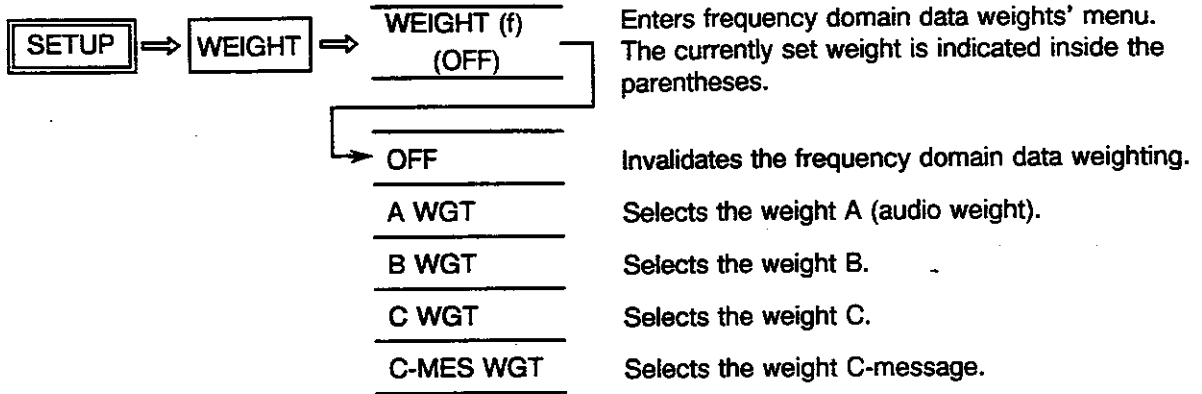 SETUP ⇒ WEIGHT ⇒ WEIGHT (f)
(OFF)
Enters frequency domain data weights' menu.
The currently set weight is indicated inside the
parentheses.
OFF Invalidates the frequency domain data weighting.
A WGT Selects the weight A (audio weight).
B WGT Selects the weight B.
C WGT Selects the weight C.
C-MES WGT Selects the weight C-message.